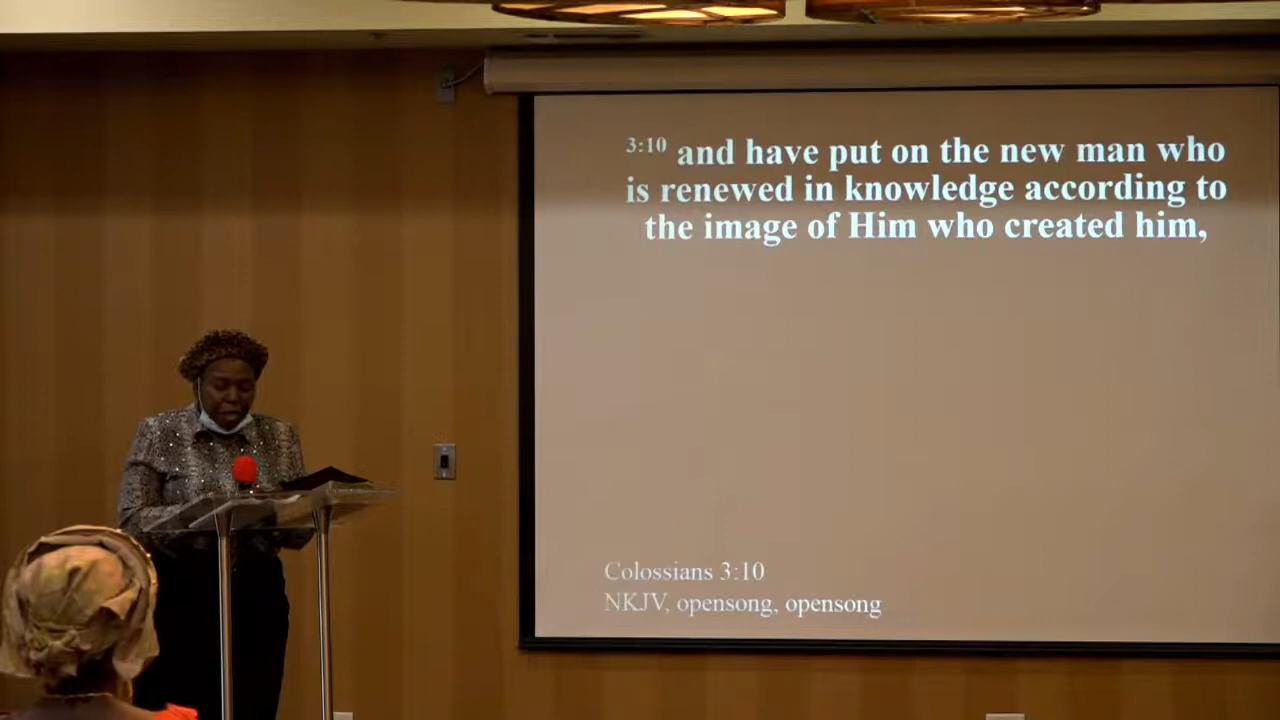 3:10 and have put on the new man who
is renewed in knowledge according to
the image of Him who created him,
Colossians 3:10
NKJV, opensong, opensong